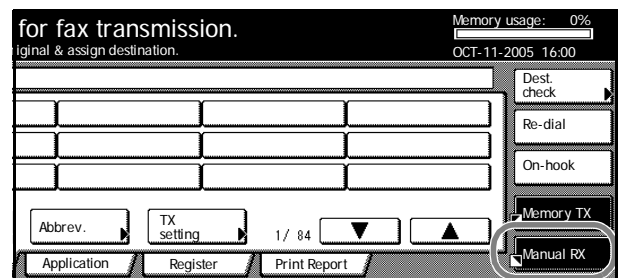 for fax transmission.
Memory usage: 0%
iginal & assign destination.
OCT-11-2005 16:00
Dest.
check
Re-dial
On-hook
Abbrev.
TX
setting
1/ 84
Memory TX
Manual RX
Application
Register
Print Report